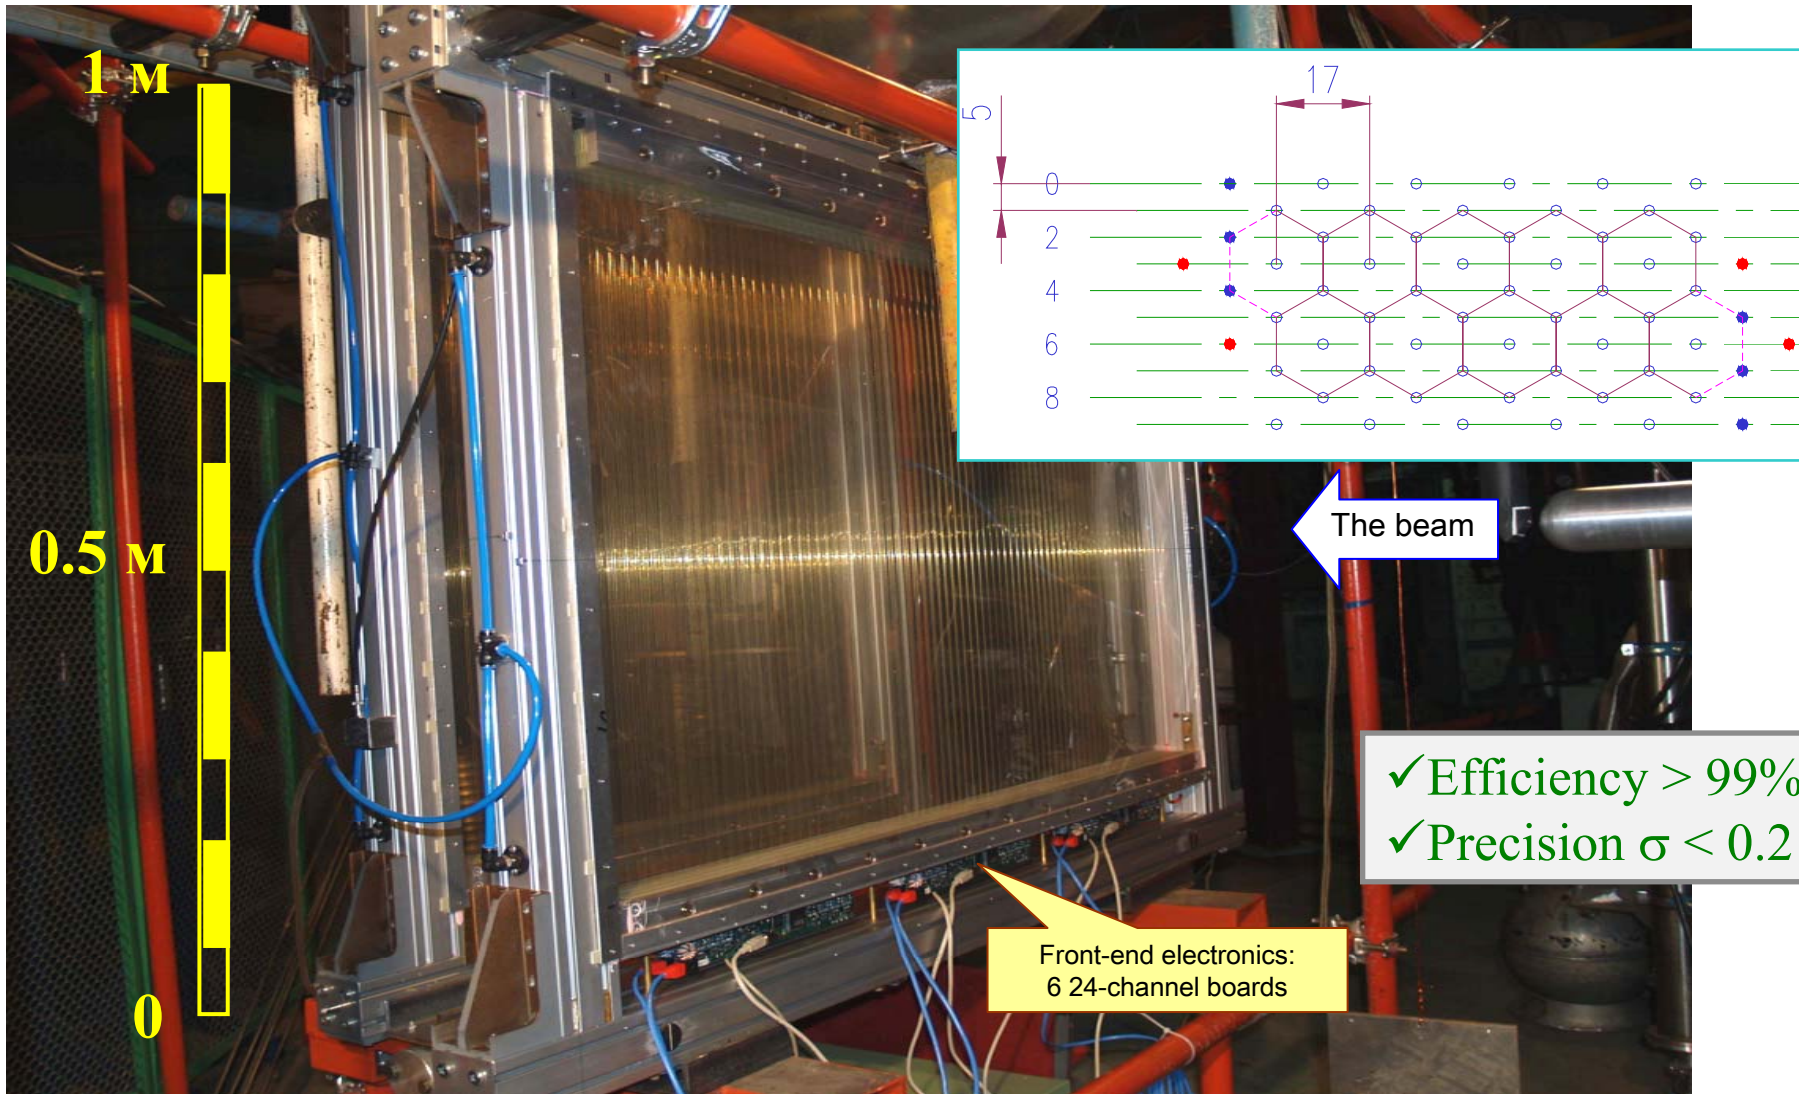 1 м
0.5 м
0
17
5
0
2
4
6
8
The beam
✓Efficiency > 99%
✓Precision σ < 0.2
Front-end electronics:
6 24-channel boards